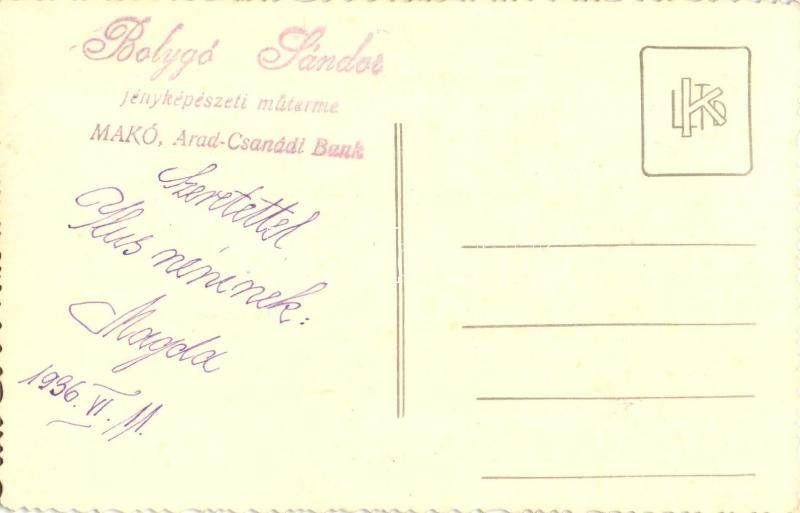 Bolygó Sándor
fényképészeti műterme
MAKÓ, Arad-Csanádi Bank
Szeretettel
Ilus néninek:
Magda
1936. VI. 11.